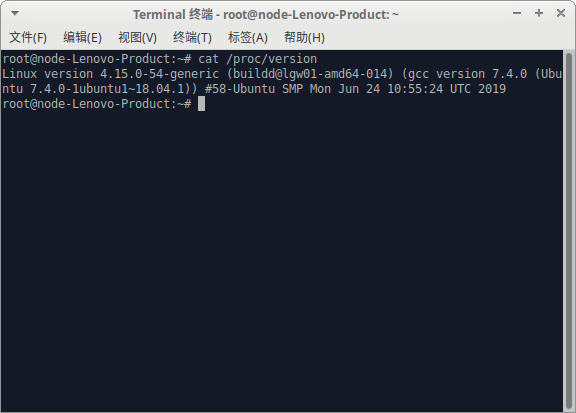 Terminal 终端 - root@node-Lenovo-Product: ~
文件(F) 编辑(E) 视图(V) 终端(T) 标签(A) 帮助(H)
root@node-Lenovo-Product:~# cat /proc/version
Linux version 4.15.0-54-generic (buildd@lgw01-amd64-014) (gcc version 7.4.0 (Ubu
ntu 7.4.0-1ubuntu1~18.04.1)) #58-Ubuntu SMP Mon Jun 24 10:55:24 UTC 2019
root@node-Lenovo-Product:~#